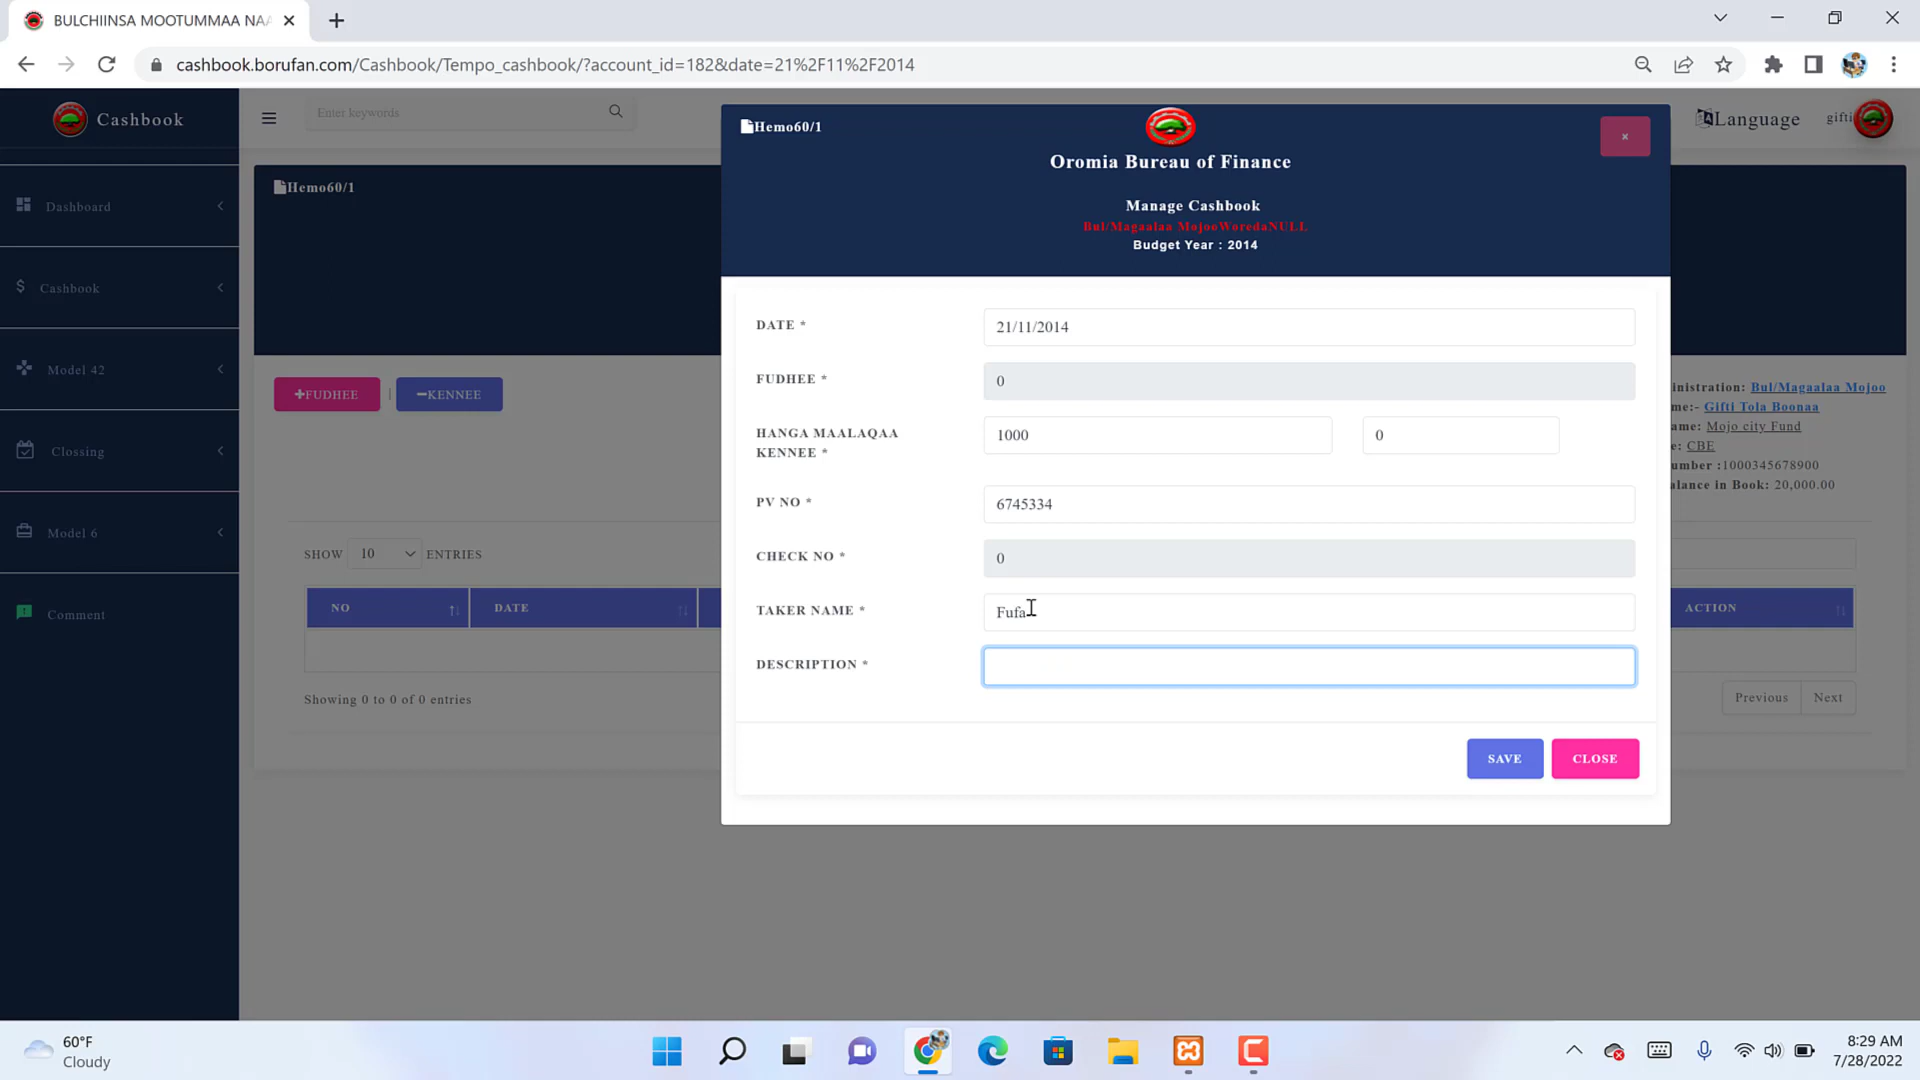 BULCHIINSA MOOTUMMAA NAA
cashbook.borufan.com/Cashbook/Tempo_cashbook/?account_id=182&date=21%2F11%2F2014
Cashbook
Enter keywords
Language
gifti
Dashboard
Cashbook
Model 42
Clossing
Model 6
Comment
Hemo60/1
+FUDHEE | −KENNEE
SHOW 10 ENTRIES
NO DATE ACTION
Showing 0 to 0 of 0 entries
Previous Next
inistration: Bul/Magaalaa Mojoo
me:- Gifti Tola Boonaa
ame: Mojo city Fund
e: CBE
umber :1000345678900
alance in Book: 20,000.00
Hemo60/1
×
Oromia Bureau of Finance
Manage Cashbook
Bul/Magaalaa MojooWoredaNULL
Budget Year : 2014
DATE * 21/11/2014
FUDHEE * 0
HANGA MAALAQAA
KENNEE * 1000 0
PV NO * 6745334
CHECK NO * 0
TAKER NAME * Fufa
DESCRIPTION *
SAVE CLOSE
60°F
Cloudy
8:29 AM
7/28/2022